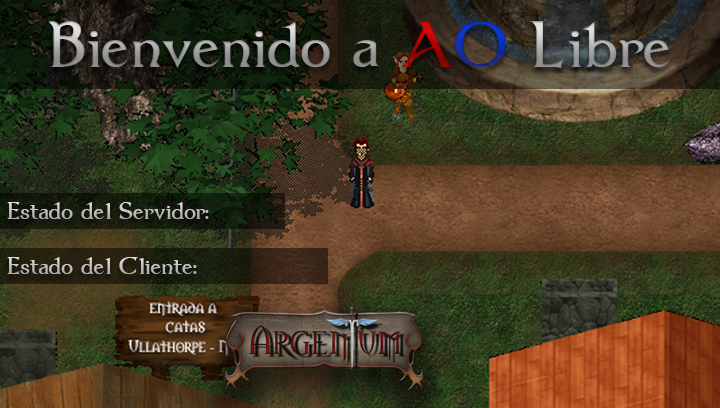 Bienvenido a AO Libre
Estado del Servidor:
Estado del Cliente:
ENTRADA A
CATAS
ULLATHORPE - N
ARGENTUM